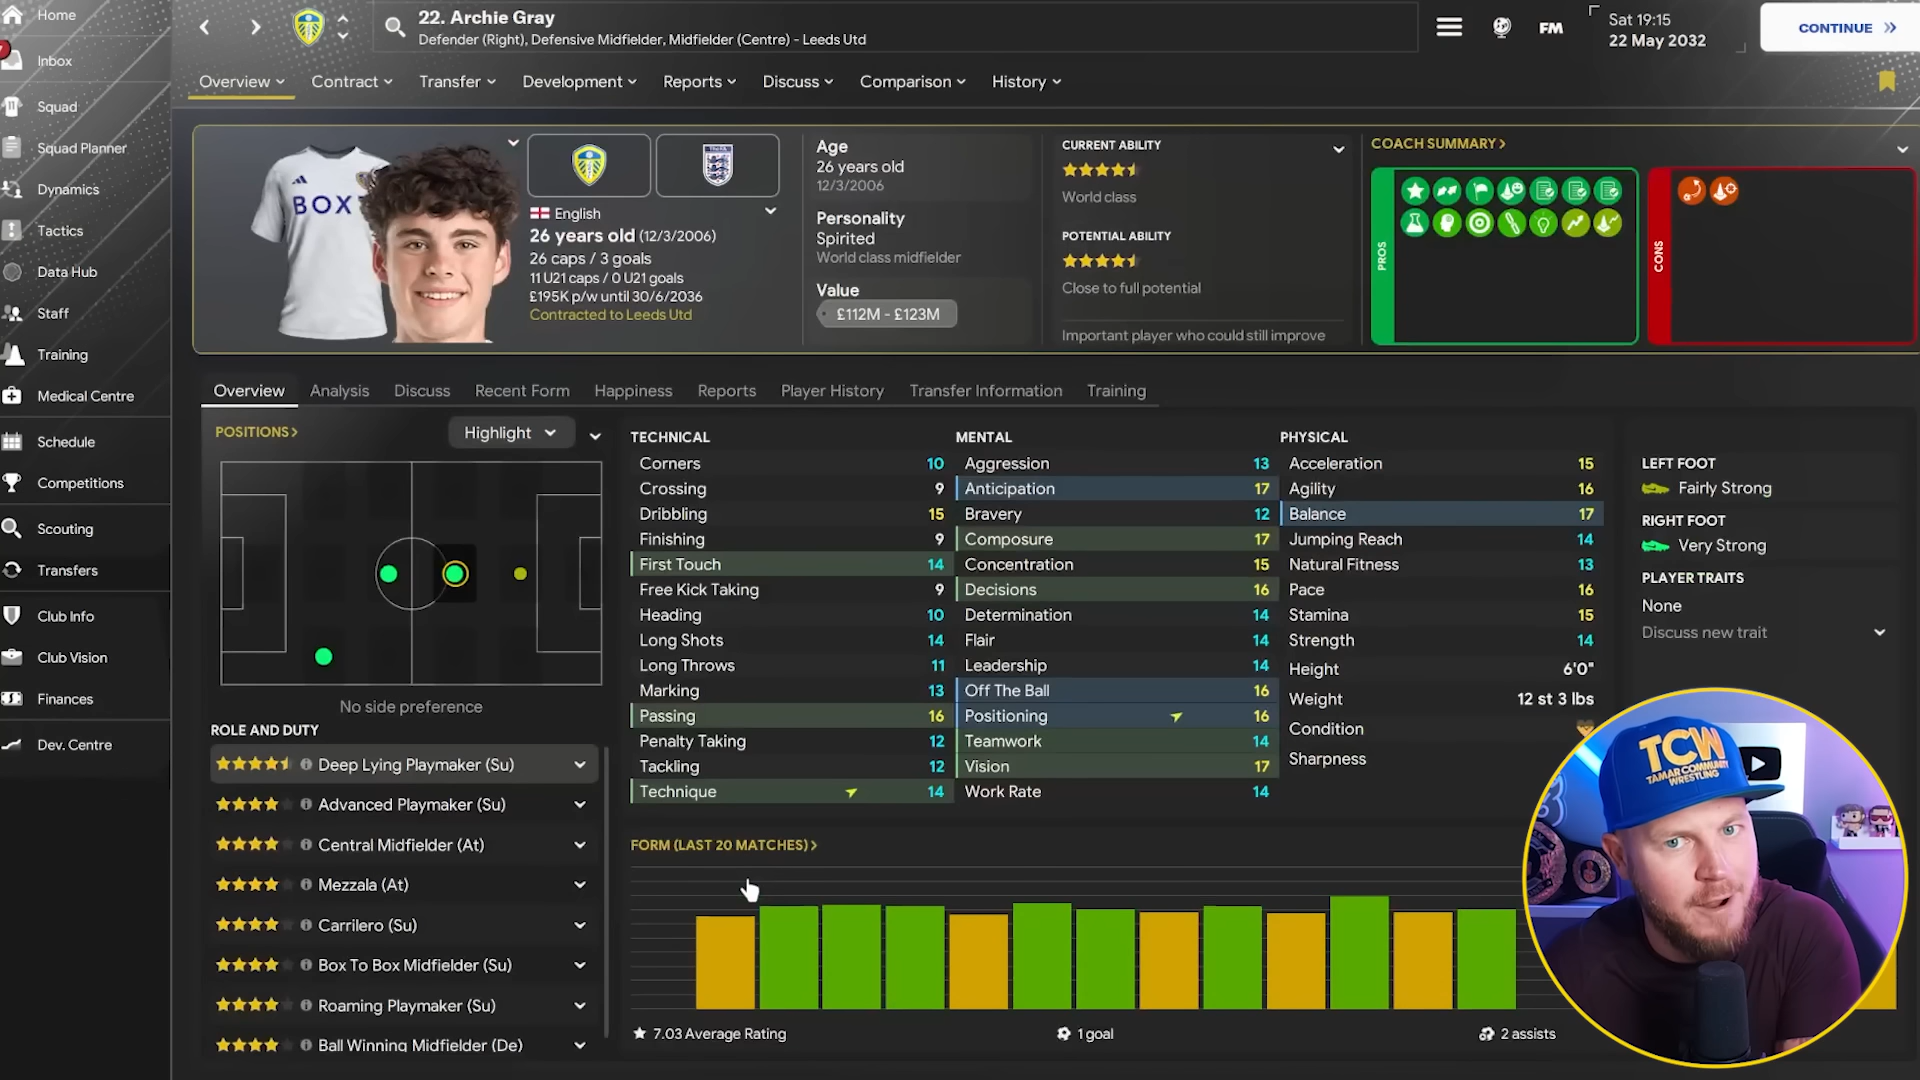 Home
Inbox
Squad
Squad Planner
Dynamics
Tactics
Data Hub
Staff
Training
Medical Centre
Schedule
Competitions
Scouting
Transfers
Club Info
Club Vision
Finances
Dev. Centre
22. Archie Gray
Defender (Right), Defensive Midfielder, Midfielder (Centre) - Leeds Utd
FM
Sat 19:15
22 May 2032
CONTINUE
Overview
Contract
Transfer
Development
Reports
Discuss
Comparison
History
BOX
English
26 years old (12/3/2006)
26 caps / 3 goals
11 U21 caps / 0 U21 goals
£195K p/w until 30/6/2036
Contracted to Leeds Utd
Age
26 years old
12/3/2006
Personality
Spirited
World class midfielder
Value
£112M - £123M
CURRENT ABILITY
World class
POTENTIAL ABILITY
Close to full potential
Important player who could still improve
COACH SUMMARY >
PROS
CONS
Overview
Analysis
Discuss
Recent Form
Happiness
Reports
Player History
Transfer Information
Training
POSITIONS >
Highlight
No side preference
ROLE AND DUTY
Deep Lying Playmaker (Su)
Advanced Playmaker (Su)
Central Midfielder (At)
Mezzala (At)
Carrilero (Su)
Box To Box Midfielder (Su)
Roaming Playmaker (Su)
Ball Winning Midfielder (De)
TECHNICAL
Corners 10
Crossing 9
Dribbling 15
Finishing 9
First Touch 14
Free Kick Taking 9
Heading 10
Long Shots 14
Long Throws 11
Marking 13
Passing 16
Penalty Taking 12
Tackling 12
Technique 14
MENTAL
Aggression 13
Anticipation 17
Bravery 12
Composure 17
Concentration 15
Decisions 16
Determination 14
Flair 14
Leadership 14
Off The Ball 16
Positioning 16
Teamwork 14
Vision 17
Work Rate 14
PHYSICAL
Acceleration 15
Agility 16
Balance 17
Jumping Reach 14
Natural Fitness 13
Pace 16
Stamina 15
Strength 14
Height 6'0"
Weight 12 st 3 lbs
Condition
Sharpness
LEFT FOOT
Fairly Strong
RIGHT FOOT
Very Strong
PLAYER TRAITS
None
Discuss new trait
FORM (LAST 20 MATCHES) >
7.03 Average Rating
1 goal
2 assists
TCW
TAMAR COMMUNITY
WRESTLING